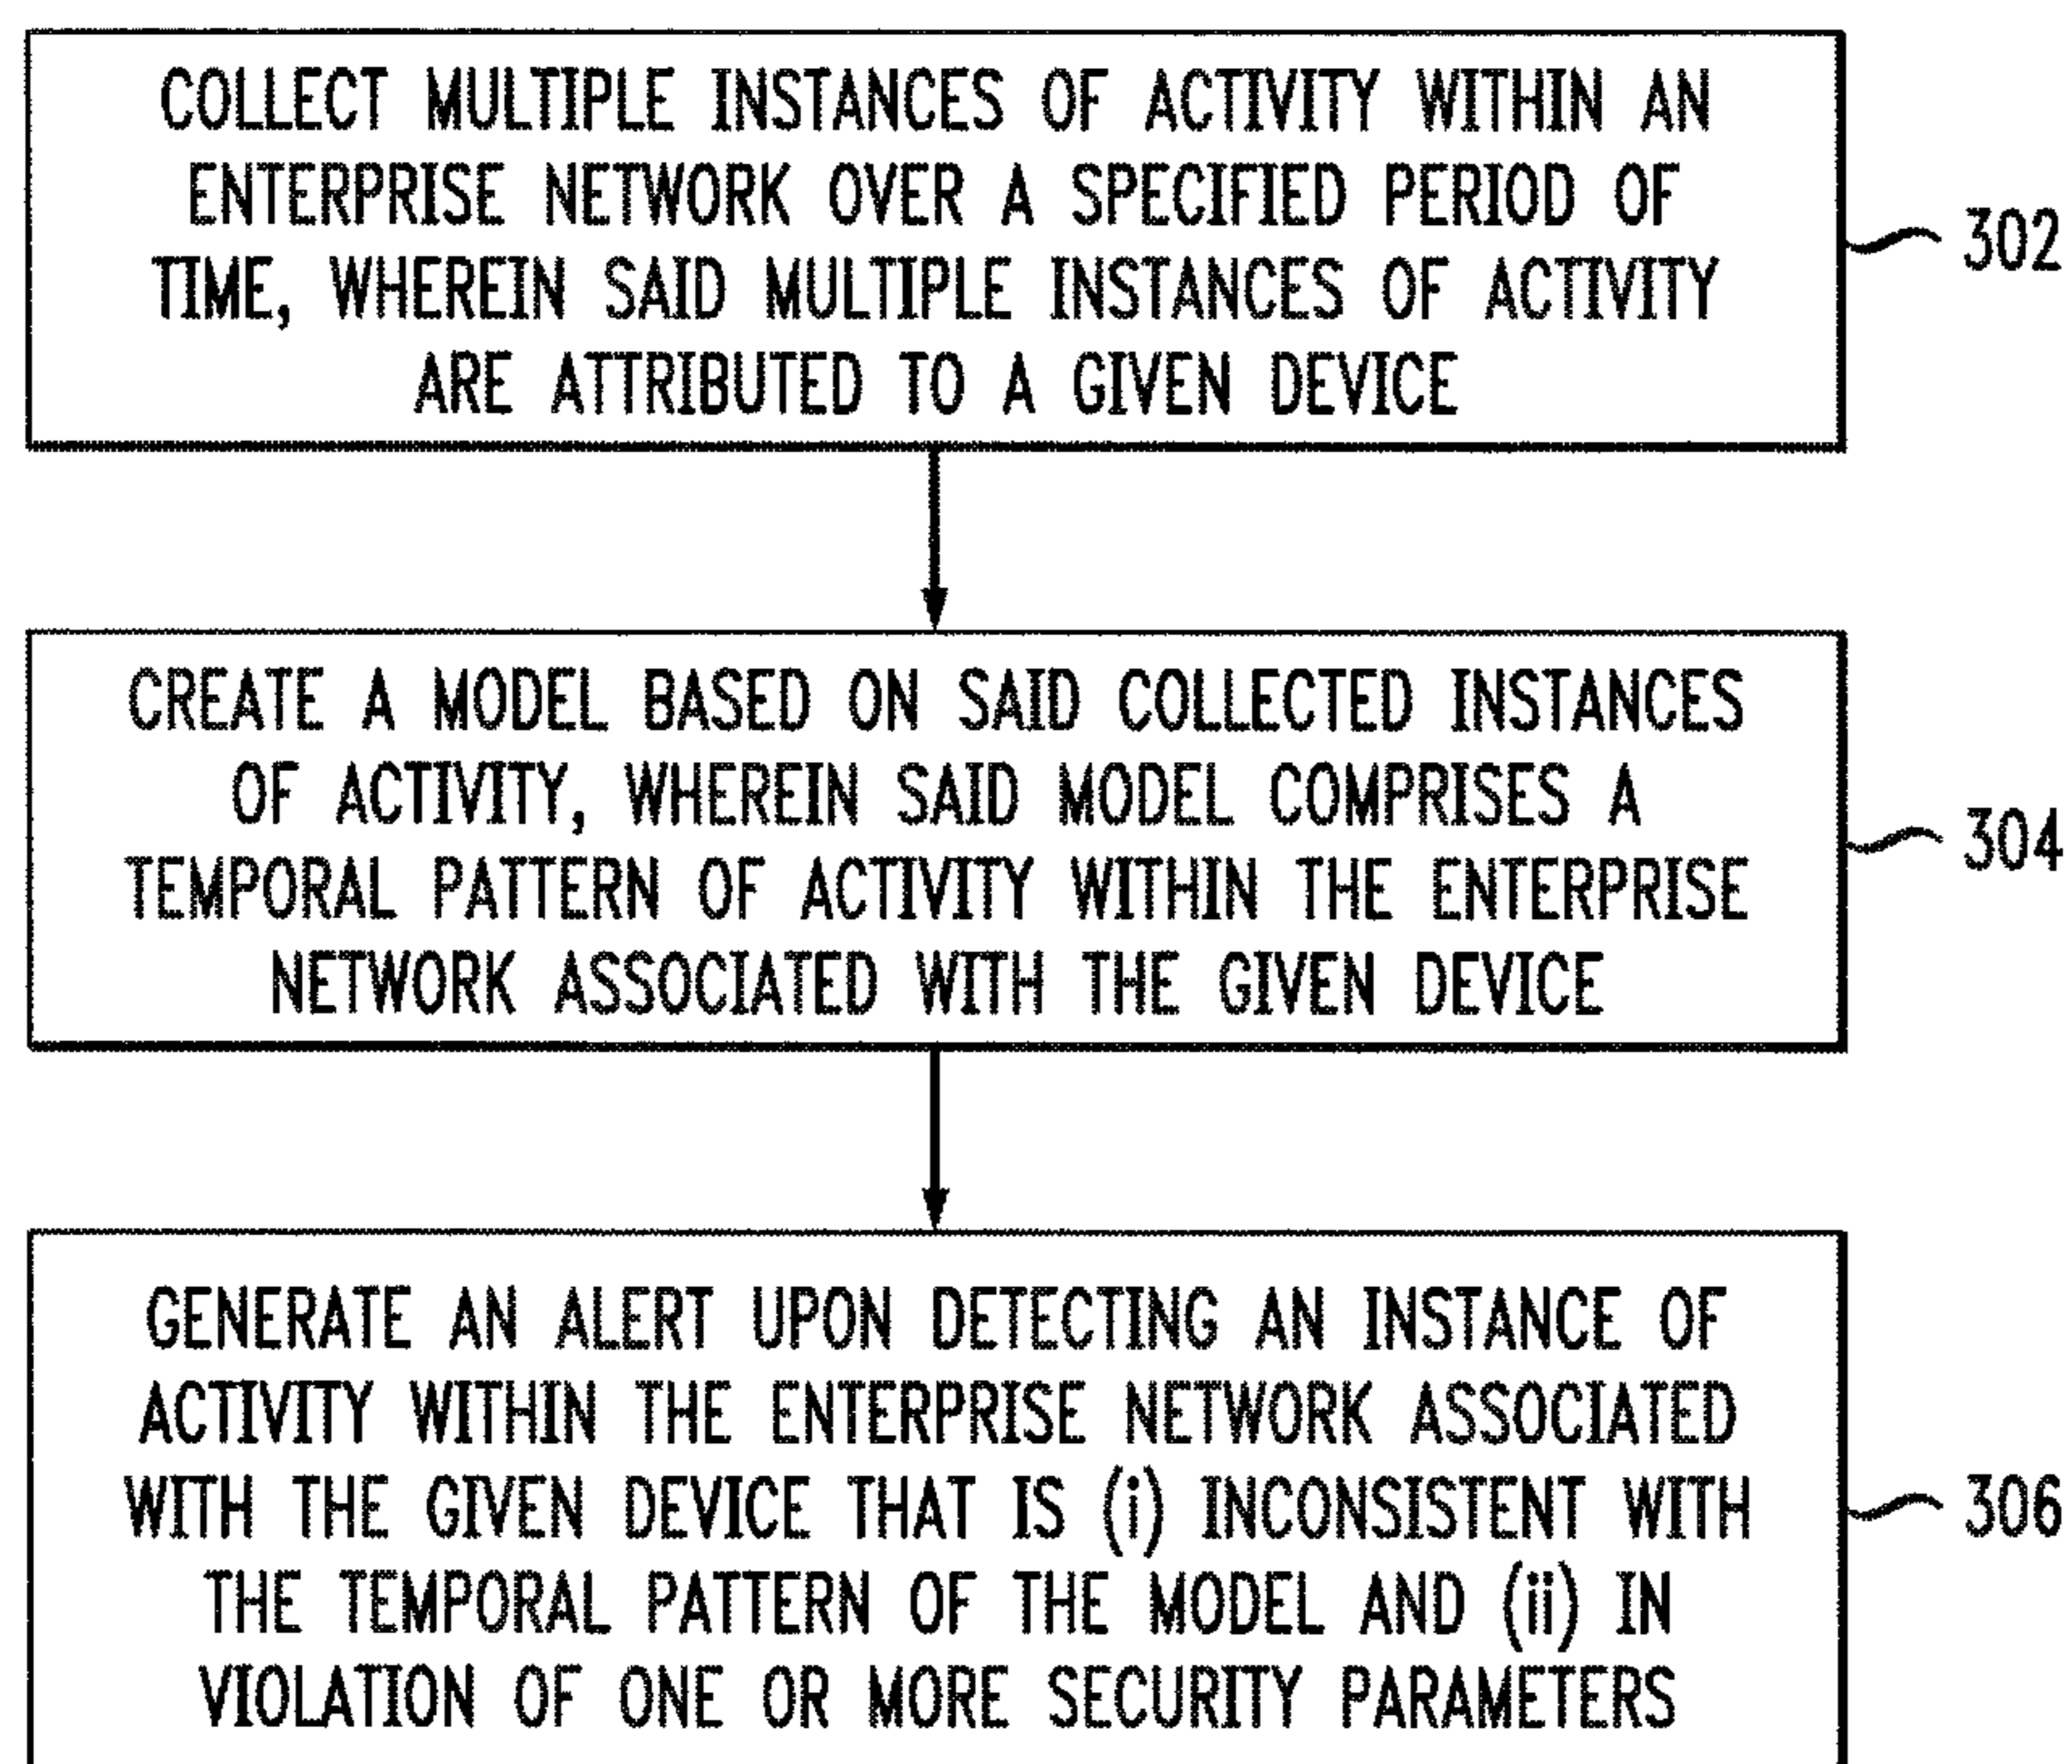 COLLECT MULTIPLE INSTANCES OF ACTIVITY WITHIN AN
ENTERPRISE NETWORK OVER A SPECIFIED PERIOD OF
TIME, WHEREIN SAID MULTIPLE INSTANCES OF ACTIVITY
ARE ATTRIBUTED TO A GIVEN DEVICE
302
CREATE A MODEL BASED ON SAID COLLECTED INSTANCES
OF ACTIVITY, WHEREIN SAID MODEL COMPRISES A
TEMPORAL PATTERN OF ACTIVITY WITHIN THE ENTERPRISE
NETWORK ASSOCIATED WITH THE GIVEN DEVICE
304
GENERATE AN ALERT UPON DETECTING AN INSTANCE OF
ACTIVITY WITHIN THE ENTERPRISE NETWORK ASSOCIATED
WITH THE GIVEN DEVICE THAT IS (i) INCONSISTENT WITH
THE TEMPORAL PATTERN OF THE MODEL AND (ii) IN
VIOLATION OF ONE OR MORE SECURITY PARAMETERS
306